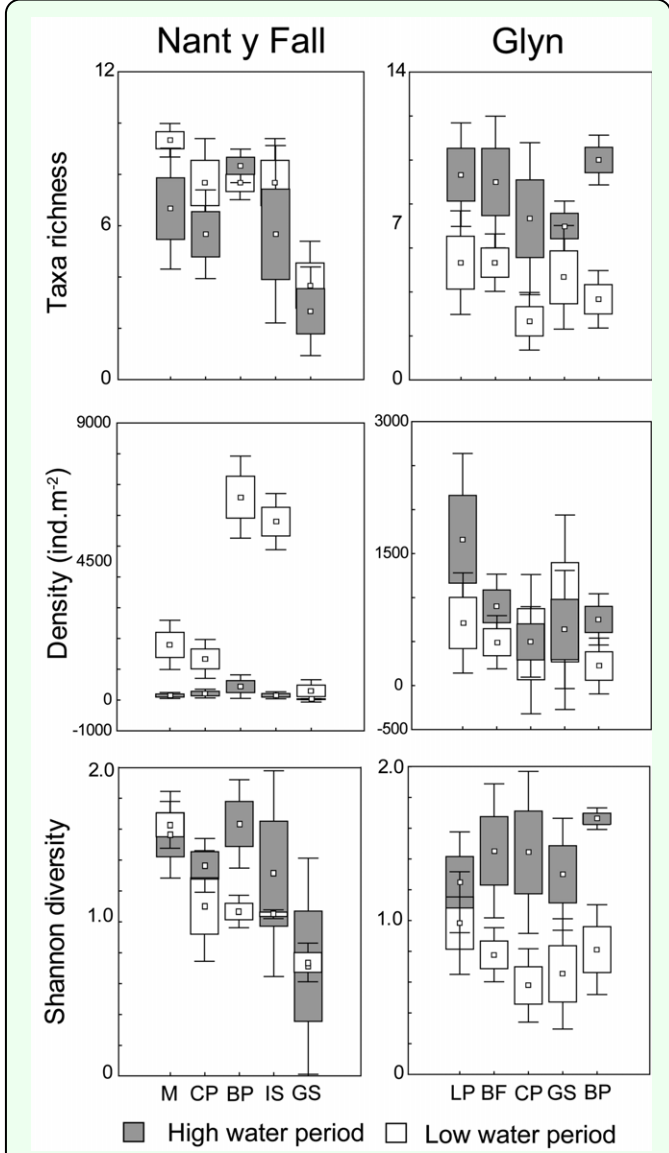 Nant y Fall Glyn
Taxa richness
12
6
0
14
7
0
Density (ind.m-2)
9000
4500
0
-1000
3000
1500
0
-500
Shannon diversity
2.0
1.0
0
2.0
1.0
0
M CP BP IS GS
LP BF CP GS BP
High water period Low water period